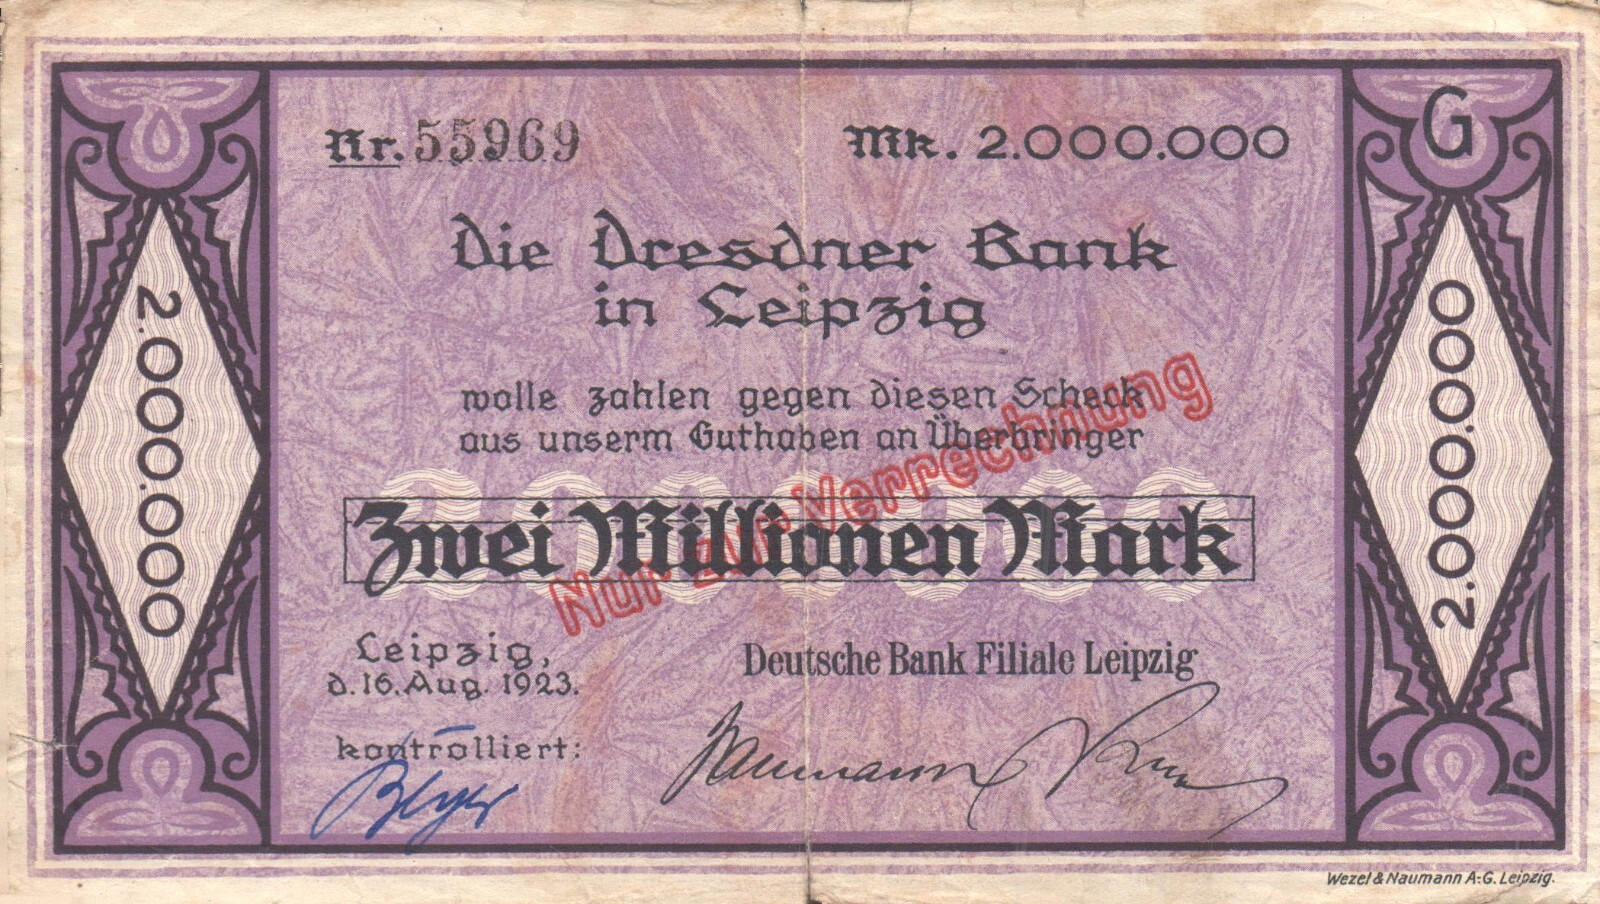 Nr. 55969
Mk. 2.000.000
G
Die Dresdner Bank
in Leipzig
wolle zahlen gegen diesen Scheck
aus unserm Guthaben an Überbringer
2000000
Zwei Millionen Mark
Nur zur Verrechnung
Leipzig,
d. 16. Aug. 1923.
Deutsche Bank Filiale Leipzig
kontrolliert:
Naumann
2.000.000
2.000.000
Wezel & Naumann A.-G. Leipzig.